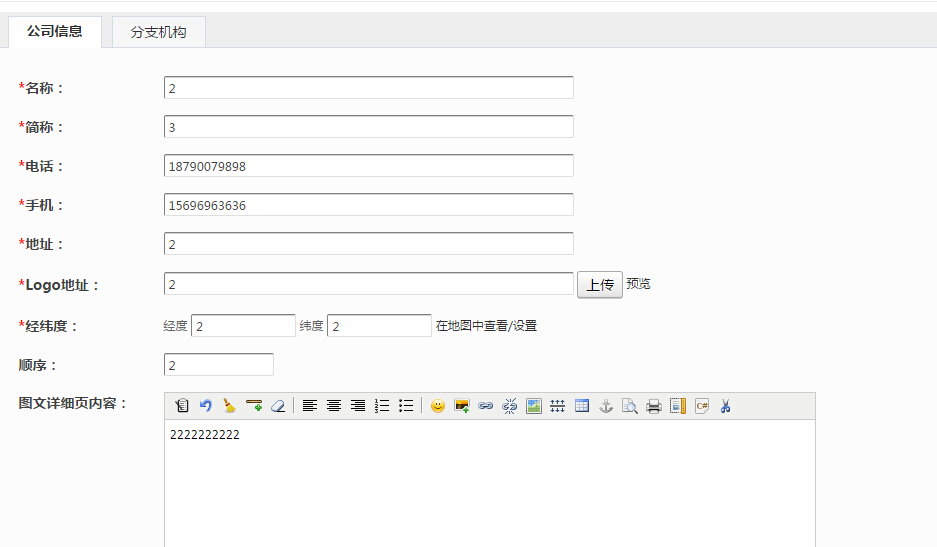 公司信息 分支机构
*名称： 2
*简称： 3
*电话： 18790079898
*手机： 15696963636
*地址： 2
*Logo地址： 2 上传 预览
*经纬度： 经度 2 纬度 2 在地图中查看/设置
顺序： 2
图文详细页内容：
2222222222